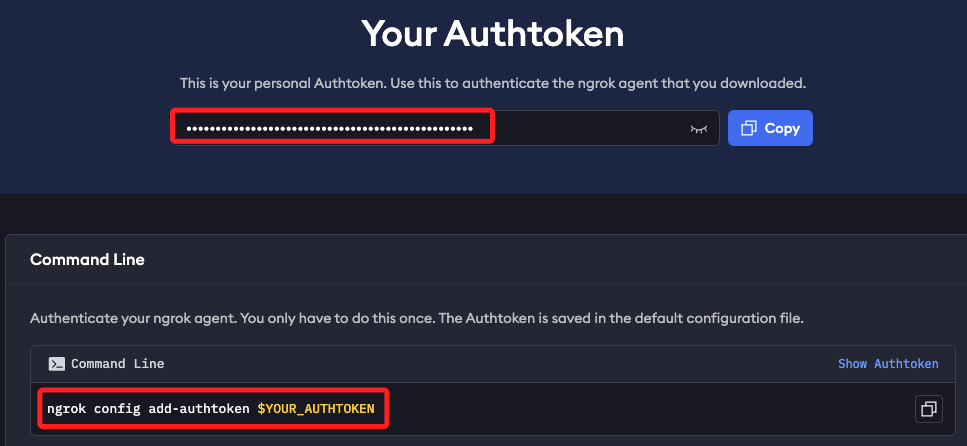 Your Authtoken
This is your personal Authtoken. Use this to authenticate the ngrok agent that you downloaded.
Copy
Command Line
Authenticate your ngrok agent. You only have to do this once. The Authtoken is saved in the default configuration file.
Command Line Show Authtoken
ngrok config add-authtoken $YOUR_AUTHTOKEN